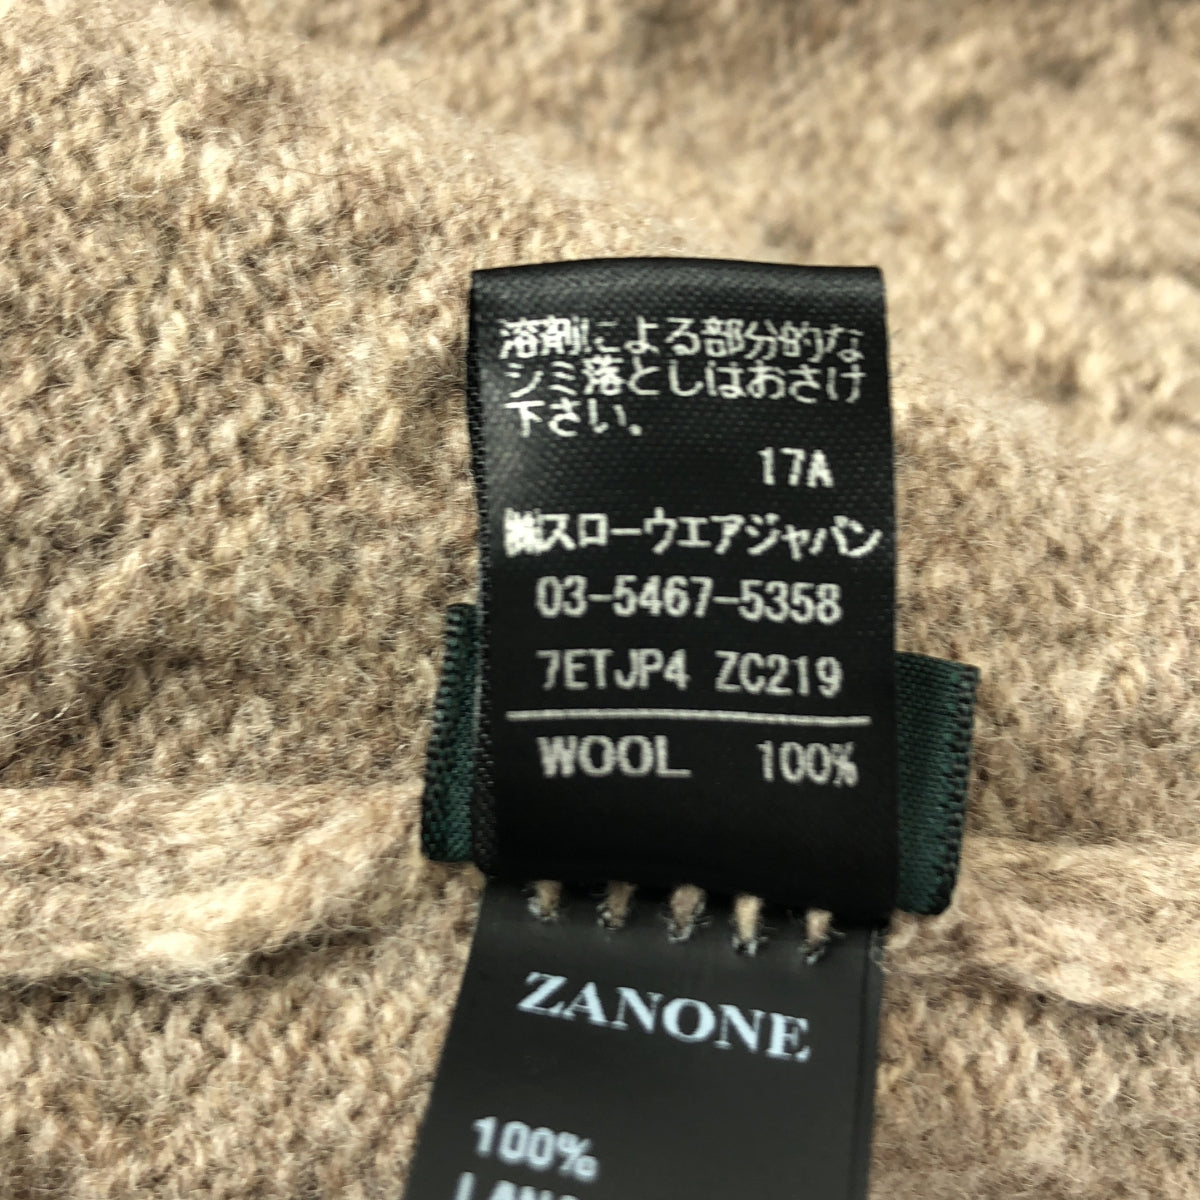 溶剤による部分的な
シミ落としはおさけ
下さい。
17A
㈱スローウエアジャパン
03-5467-5358
7ETJP4 ZC219
WOOL 100%
ZANONE
100%